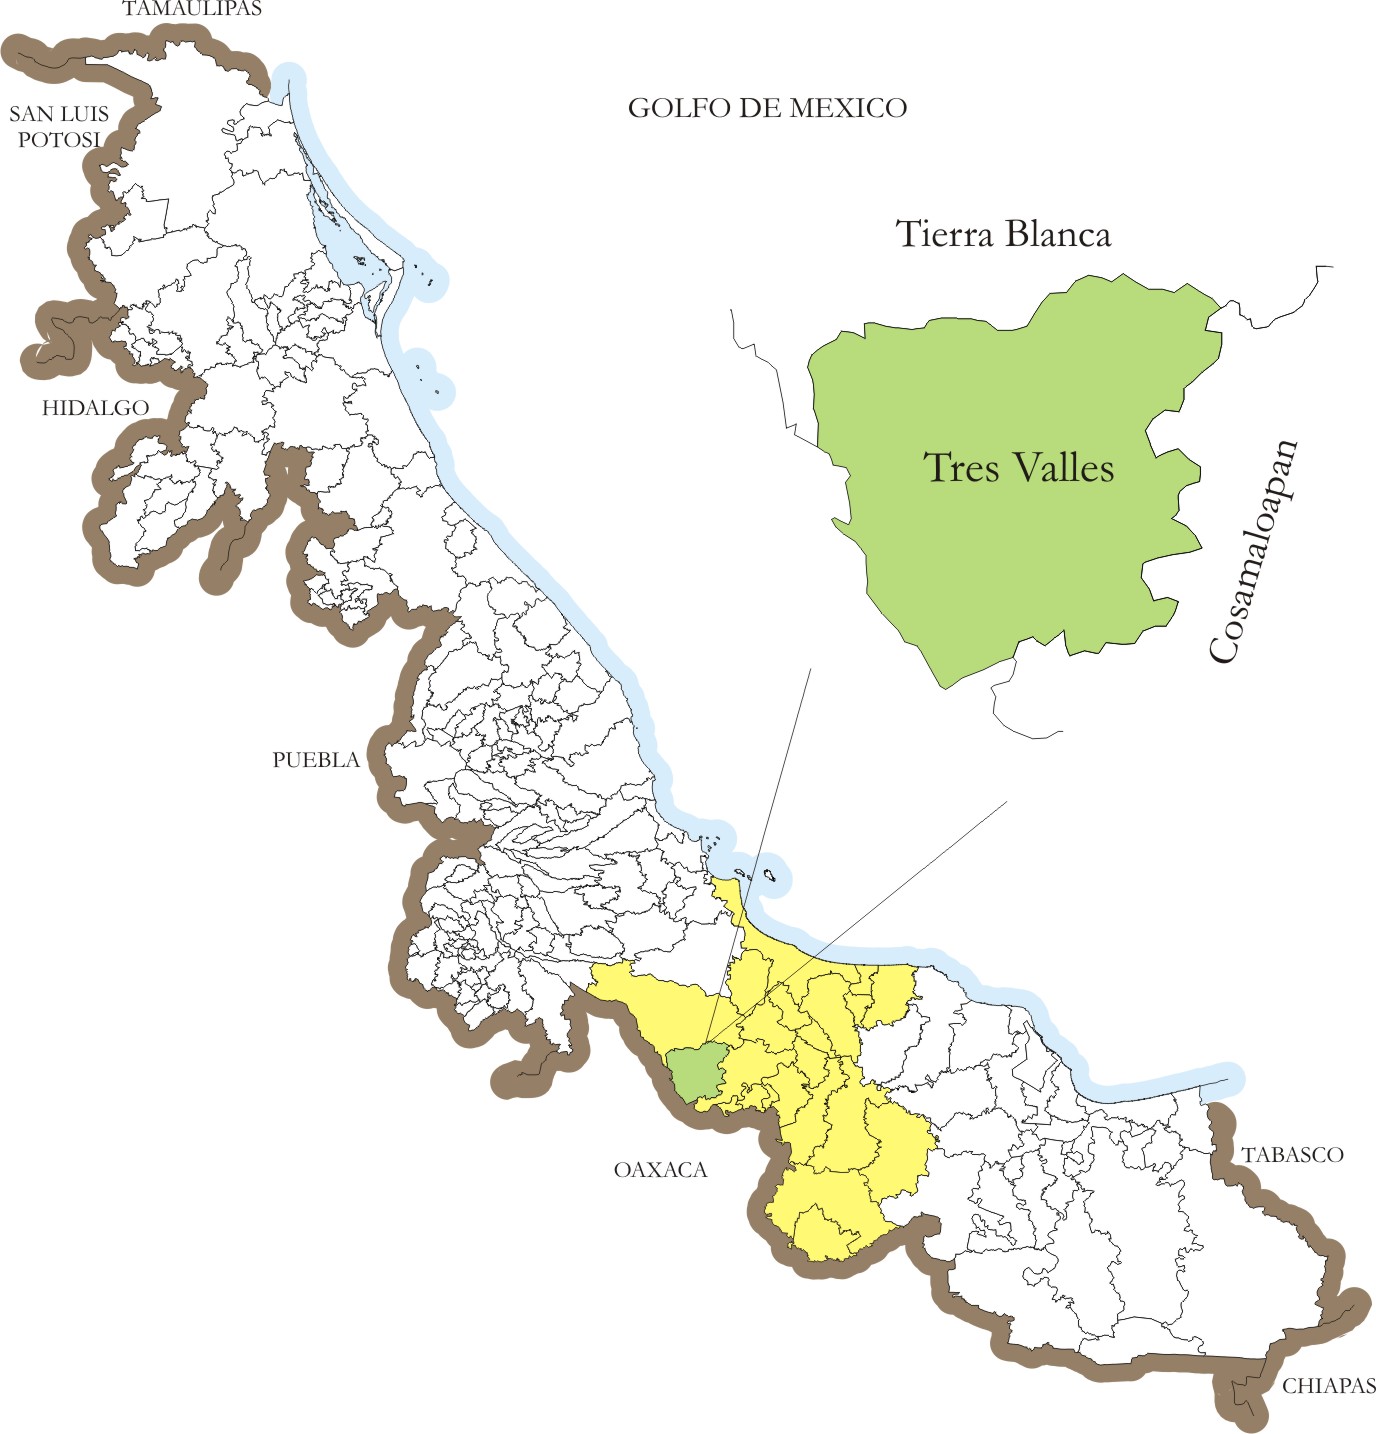 TAMAULIPAS
SAN LUIS
POTOSI
GOLFO DE MEXICO
Tierra Blanca
HIDALGO
Tres Valles
Cosamaloapan
PUEBLA
OAXACA
TABASCO
CHIAPAS